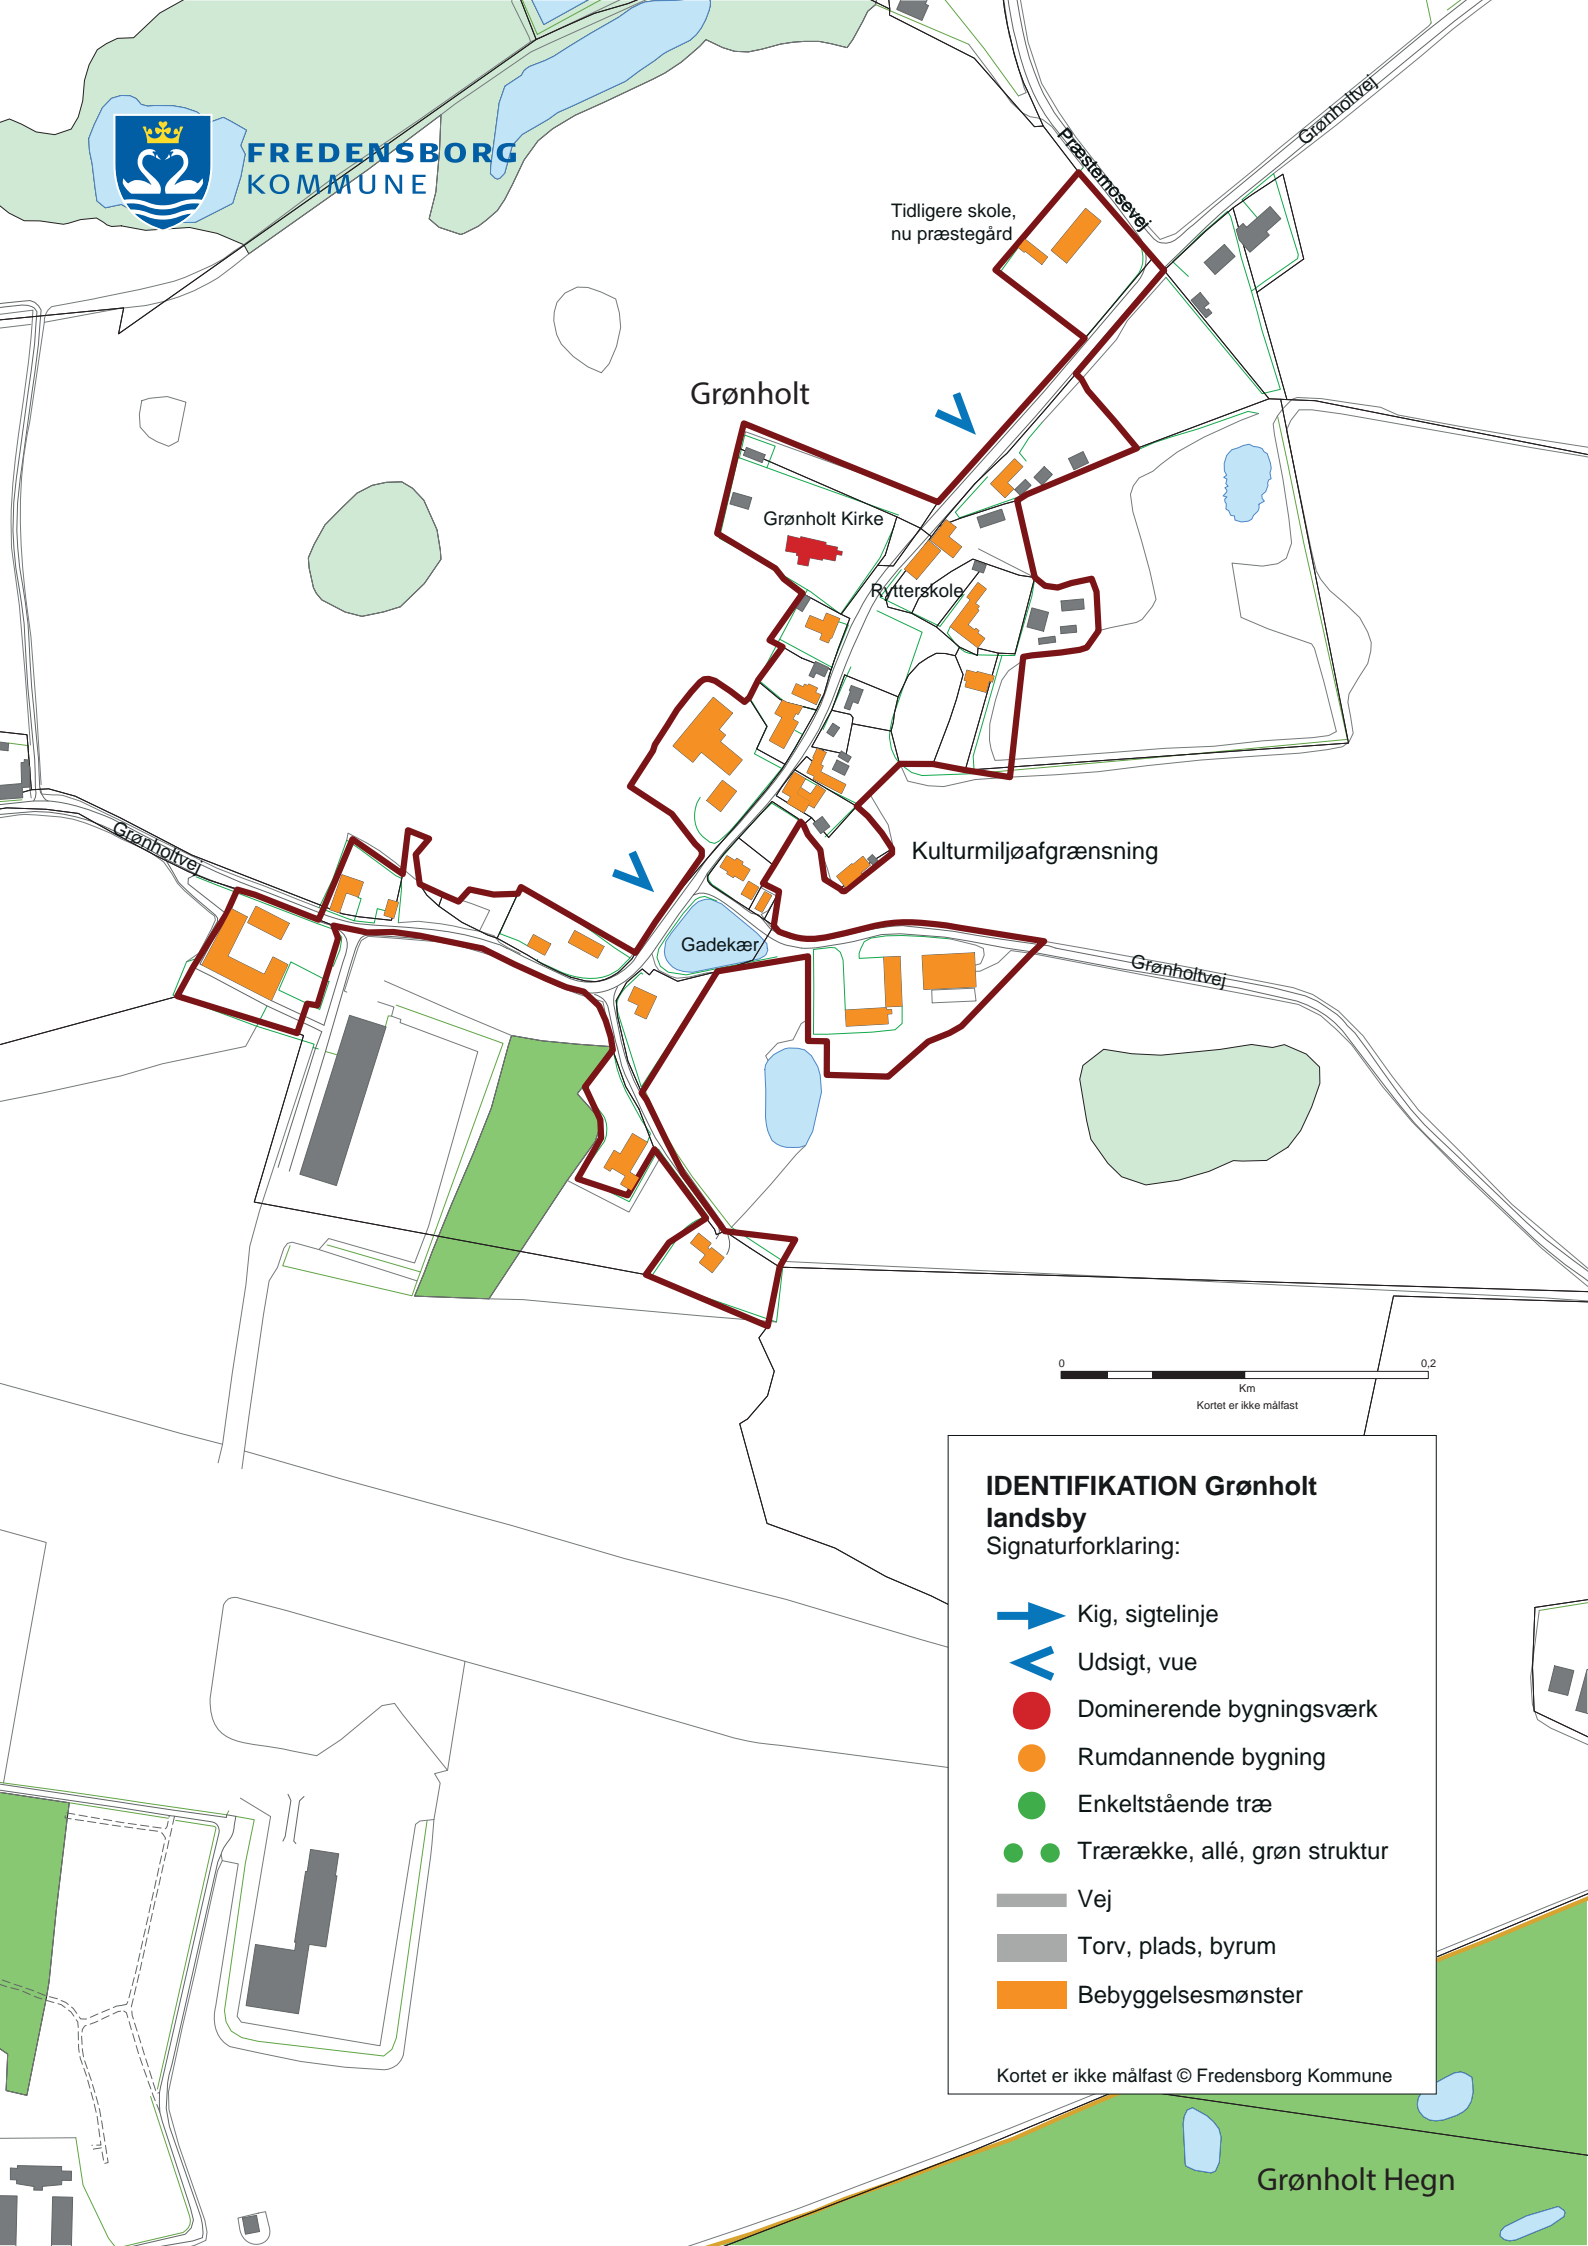 FREDENSBORG
KOMMUNE
Grønholtvej
Præstemosevej
Tidligere skole,
nu præstegård
Grønholt
Grønholt Kirke
Rytterskole
Grønholtvej
Kulturmiljøafgrænsning
Gadekær
Grønholtvej
0
0,2
Km
Kortet er ikke målfast
IDENTIFIKATION Grønholt
landsby
Signaturforklaring:
Kig, sigtelinje
Udsigt, vue
Dominerende bygningsværk
Rumdannende bygning
Enkeltstående træ
Trærække, allé, grøn struktur
Vej
Torv, plads, byrum
Bebyggelsesmønster
Kortet er ikke målfast © Fredensborg Kommune
Grønholt Hegn